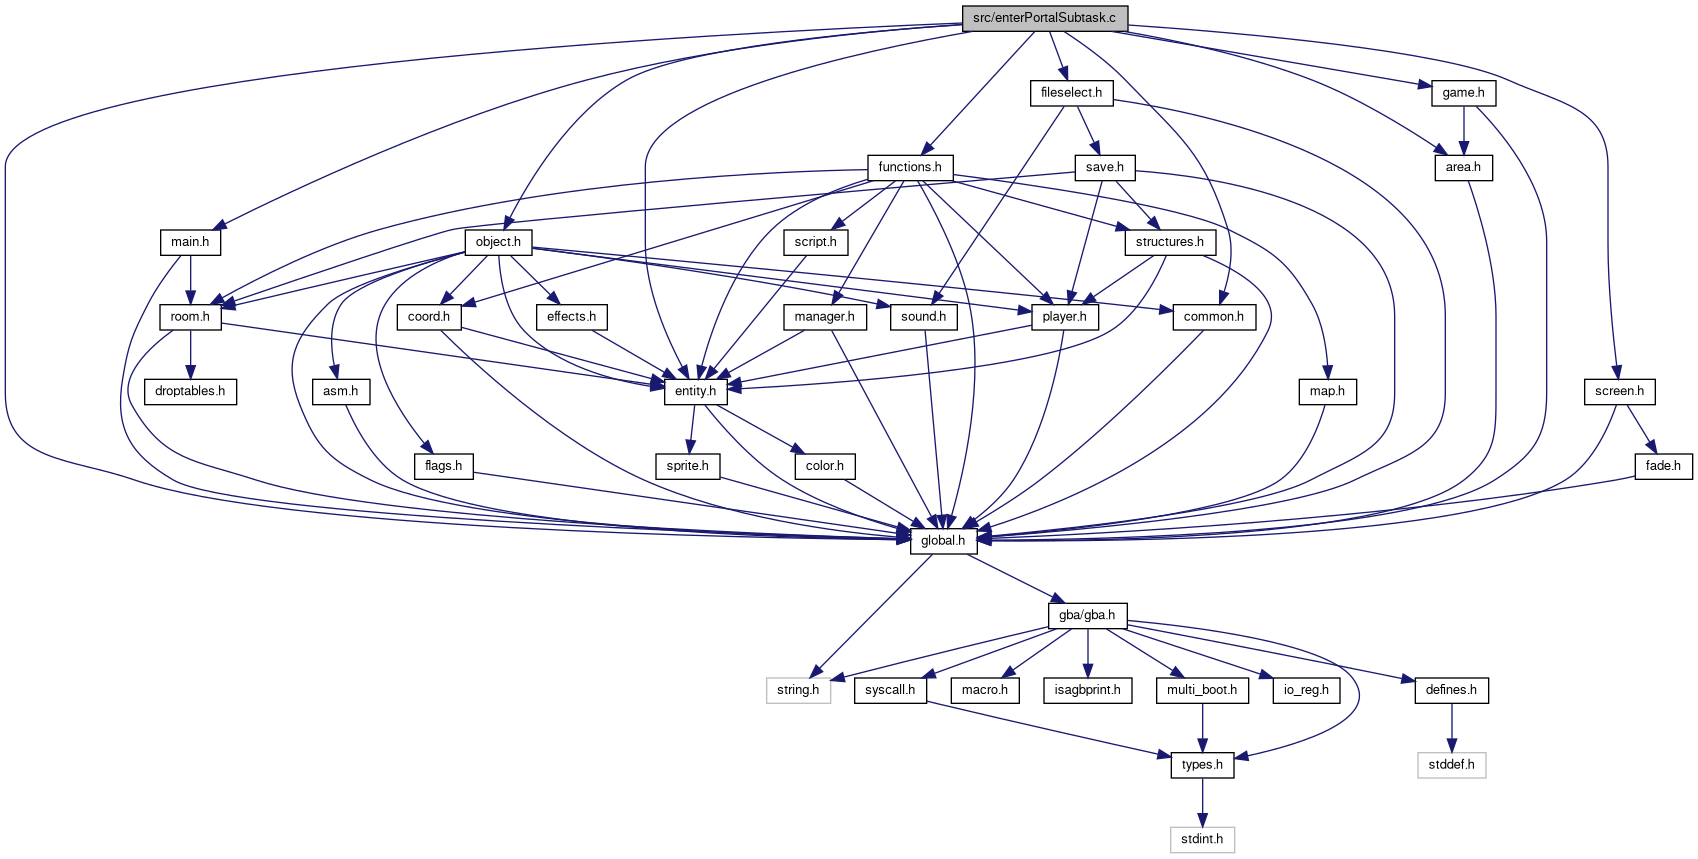 src/enterPortalSubtask.c
fileselect.h
game.h
functions.h
save.h
area.h
main.h
object.h
script.h
structures.h
room.h
coord.h
effects.h
manager.h
sound.h
player.h
common.h
droptables.h
asm.h
entity.h
map.h
screen.h
flags.h
sprite.h
color.h
fade.h
global.h
gba/gba.h
string.h
syscall.h
macro.h
isagbprint.h
multi_boot.h
io_reg.h
defines.h
types.h
stddef.h
stdint.h